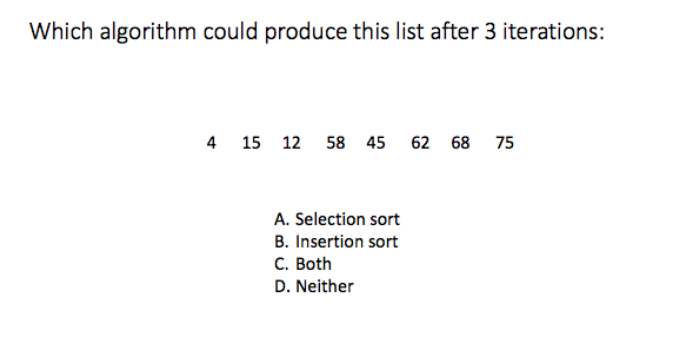 Which algorithm could produce this list after 3 iterations:
4 15 12 58 45 62 68 75
A. Selection sort
B. Insertion sort
C. Both
D. Neither